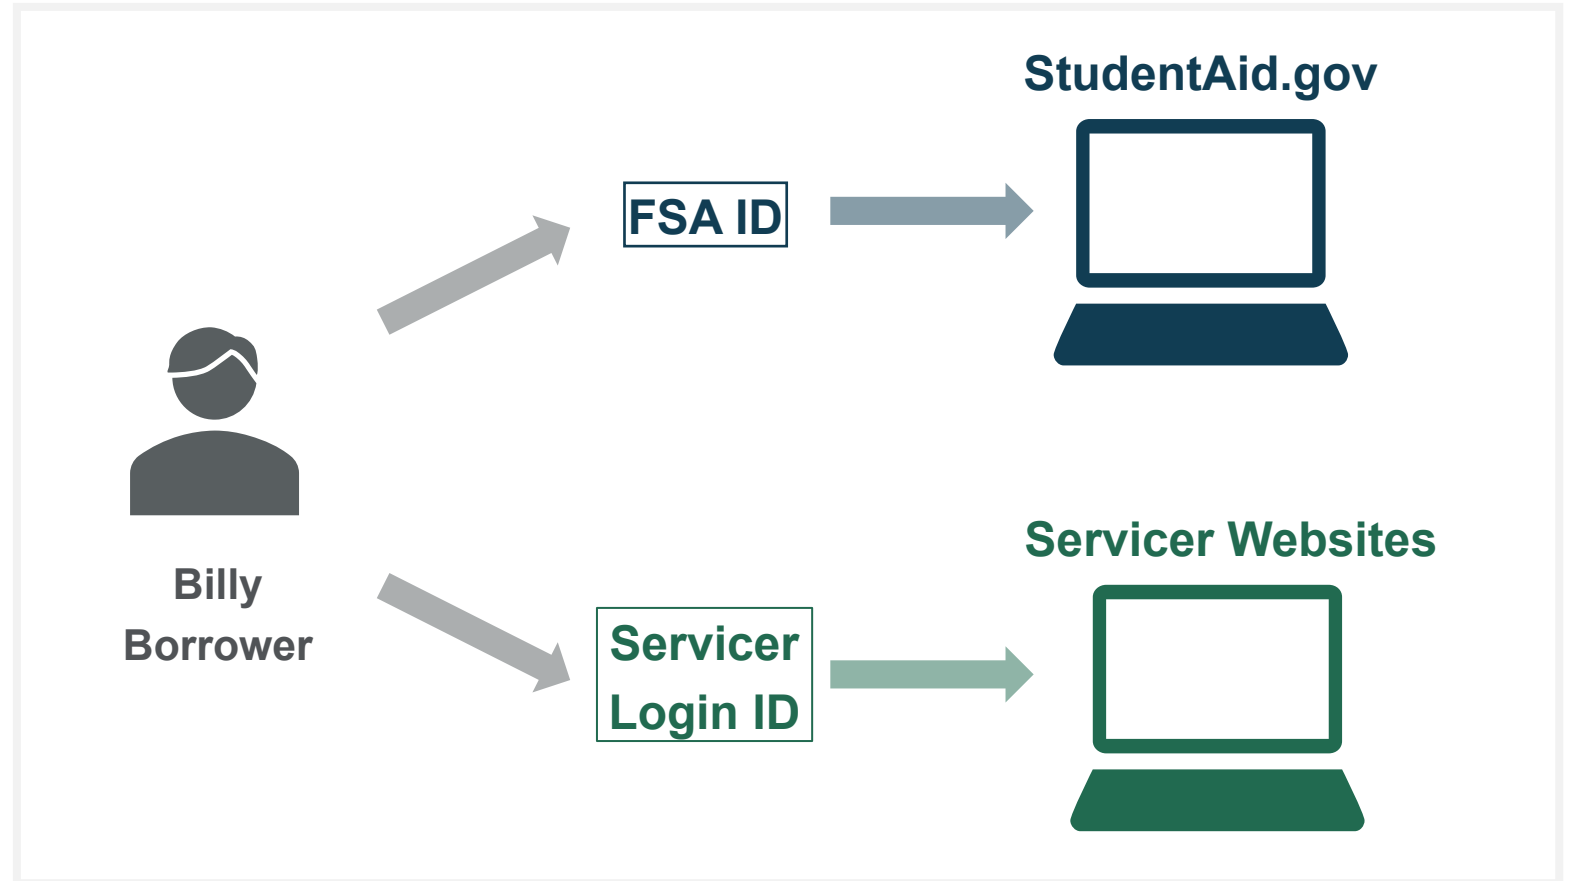 StudentAid.gov
FSA ID
Billy
Borrower
Servicer Websites
Servicer
Login ID